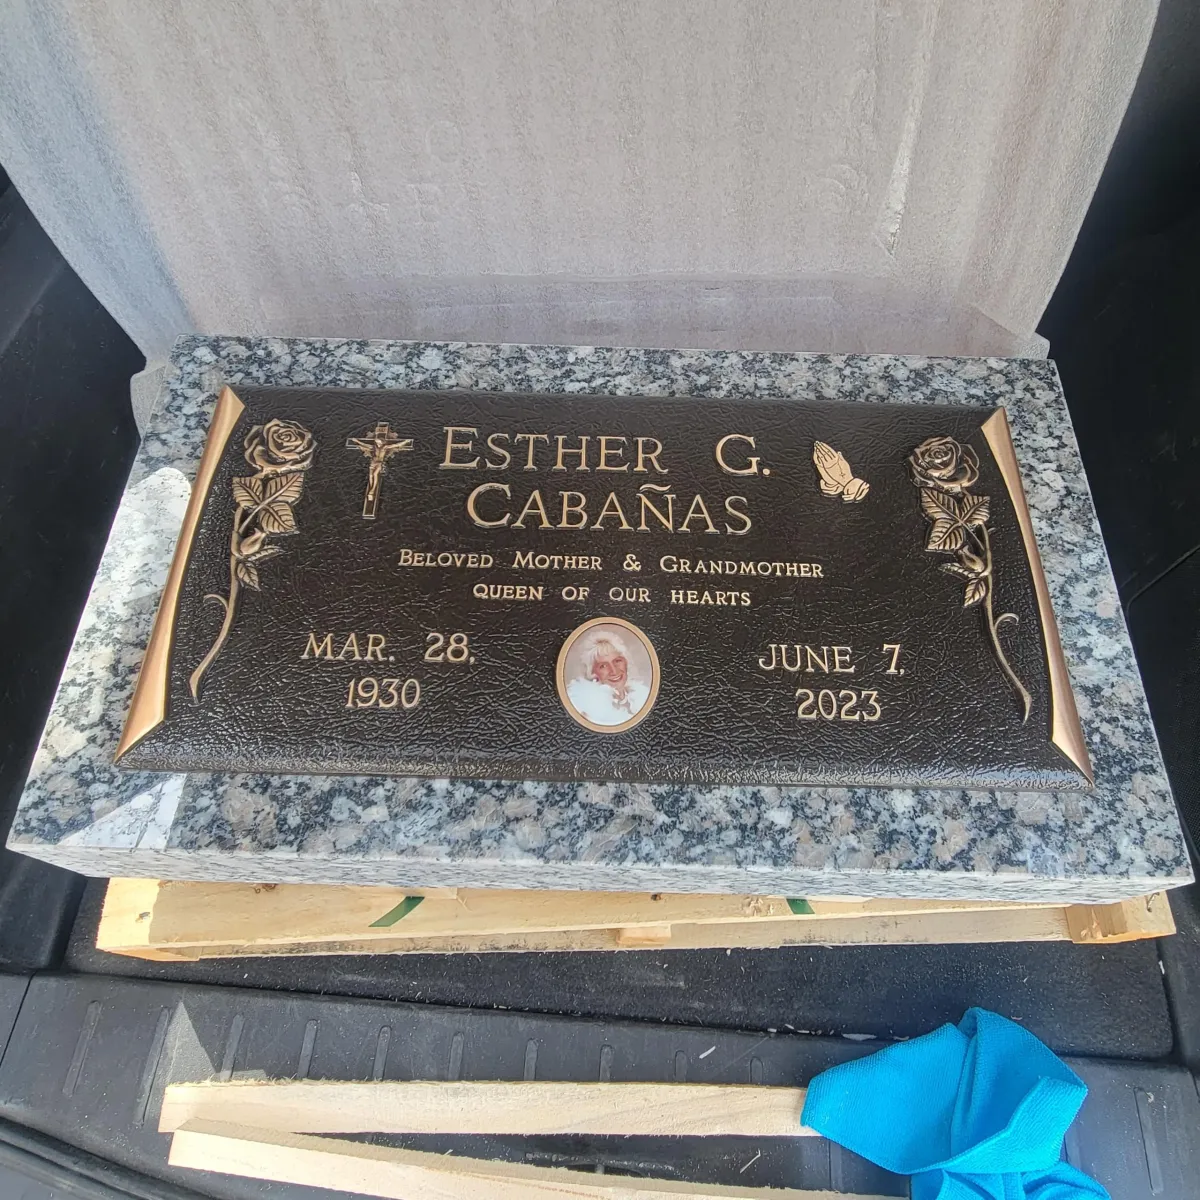 ESTHER G.
CABAÑAS
BELOVED MOTHER & GRANDMOTHER
QUEEN OF OUR HEARTS
MAR. 28,
1930
JUNE 7,
2023